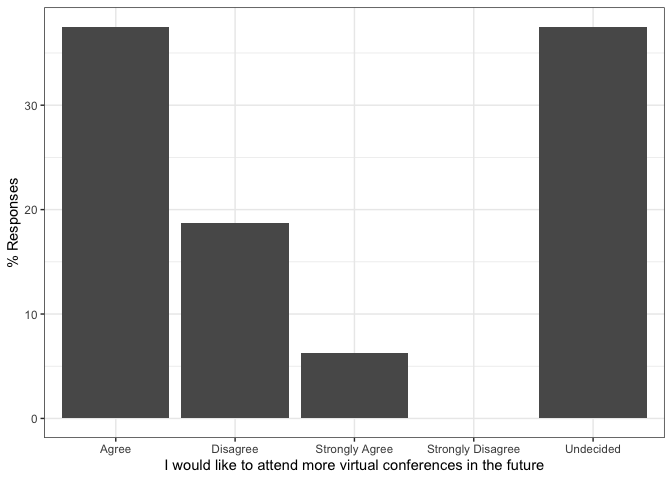 % Responses
30
20
10
0
Agree Disagree Strongly Agree Strongly Disagree Undecided
I would like to attend more virtual conferences in the future